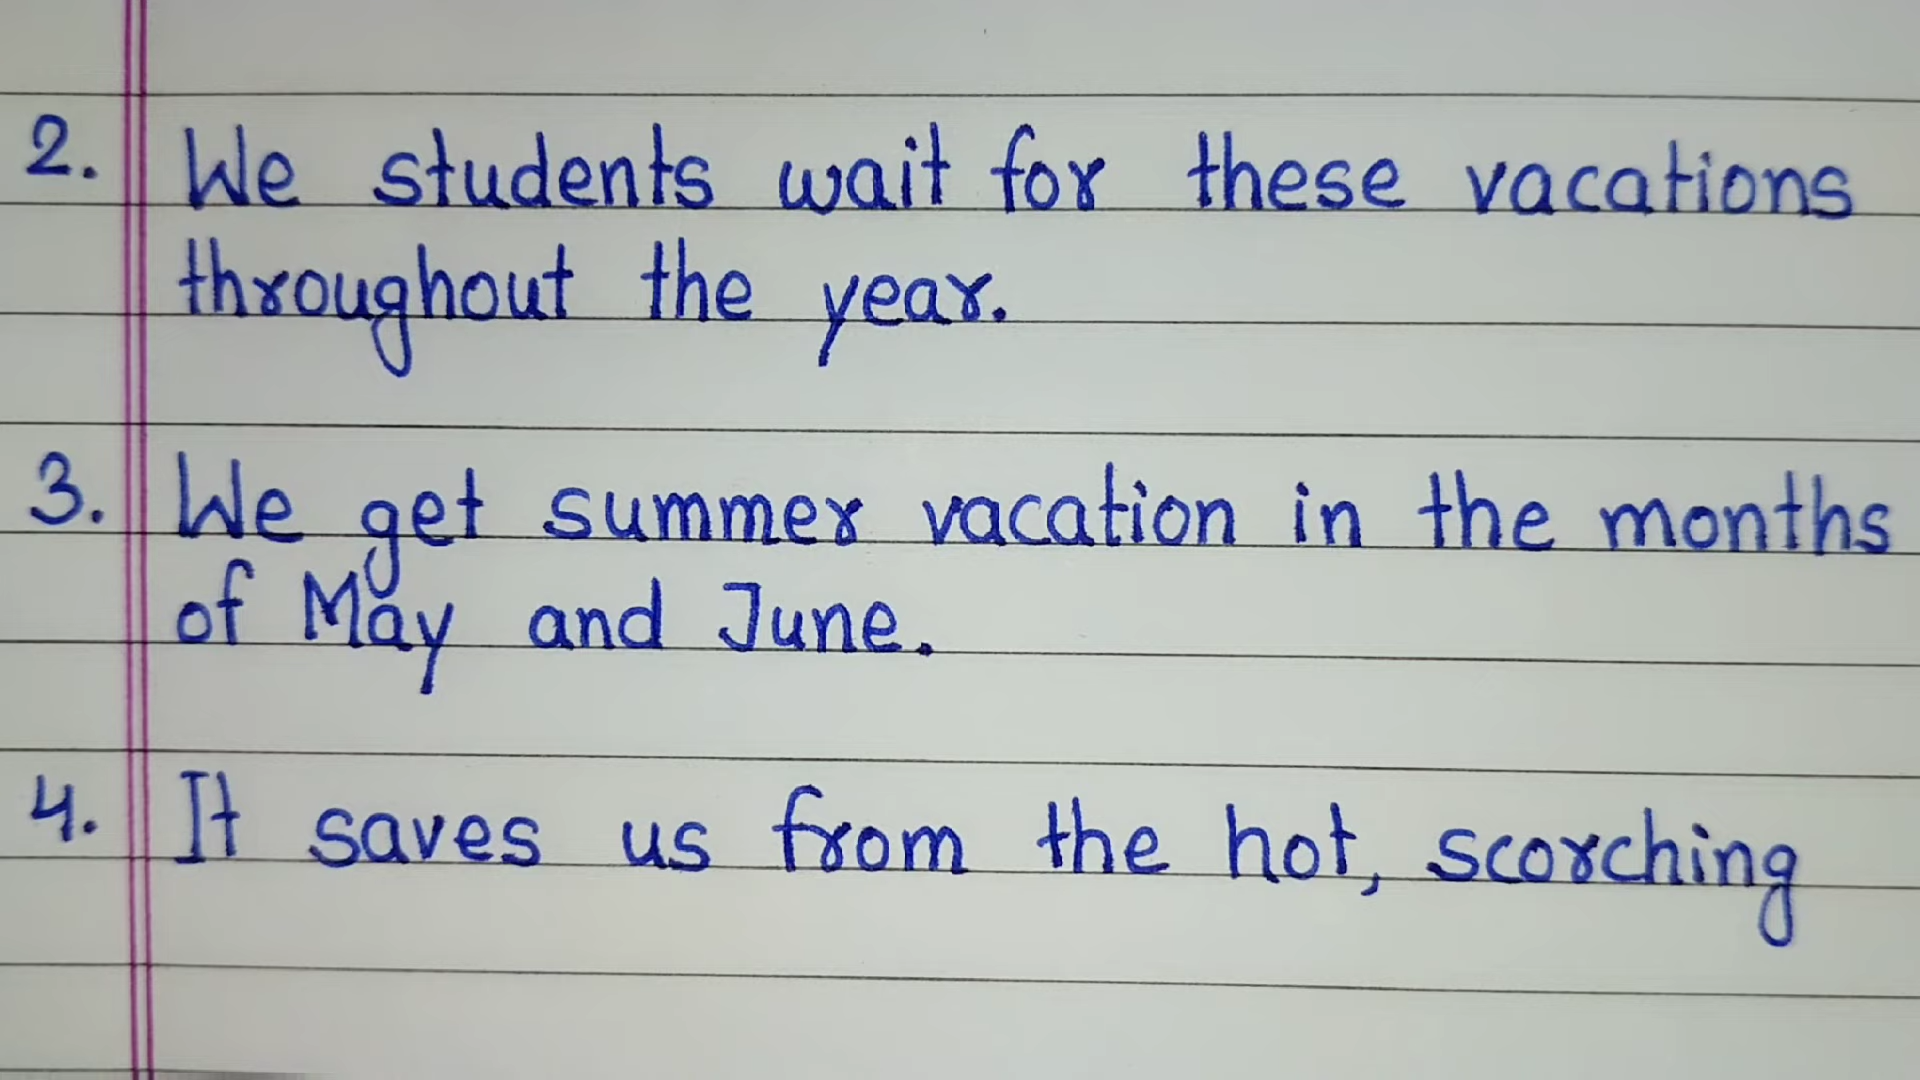 2. We students wait for these vacations
throughout the year.
3. We get summer vacation in the months
of May and June.
4. It saves us from the hot, scorching